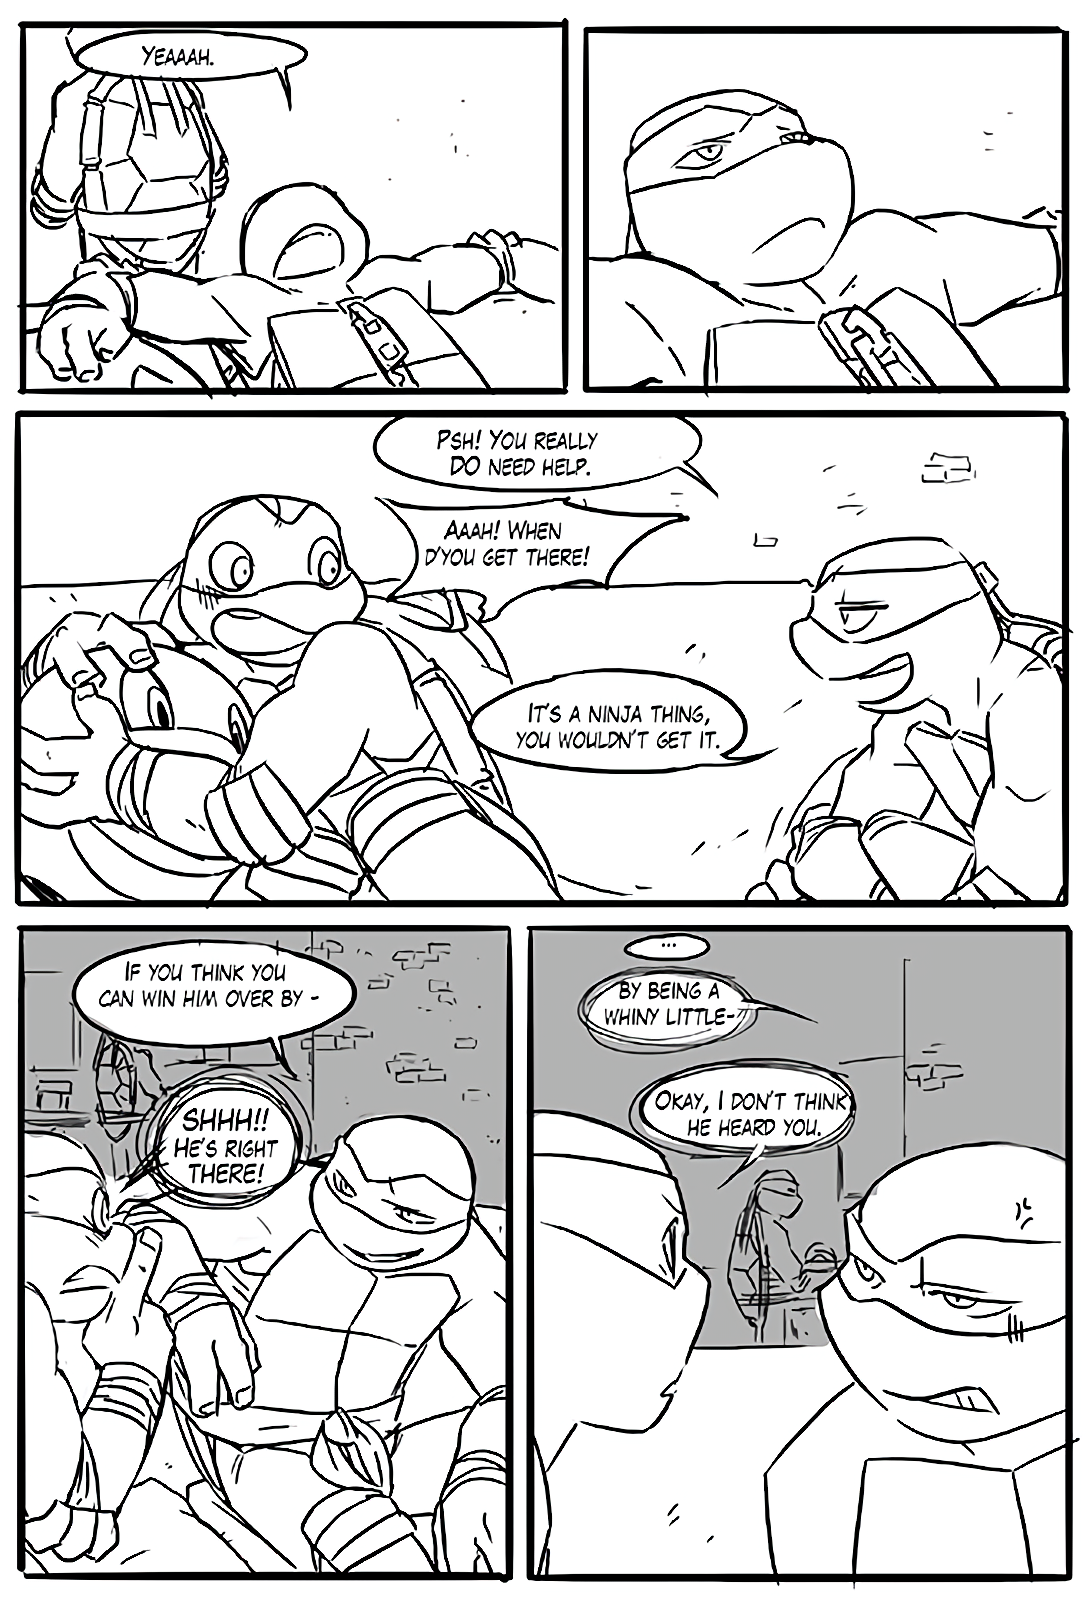 YEAAAH.
PSH! YOU REALLY
DO NEED HELP.
AAAH! WHEN
D'YOU GET THERE!
IT'S A NINJA THING,
YOU WOULDN'T GET IT.
IF YOU THINK YOU
CAN WIN HIM OVER BY -
SHHH!!
HE'S RIGHT
THERE!
...
BY BEING A
WHINY LITTLE-
OKAY, I DON'T THINK
HE HEARD YOU.